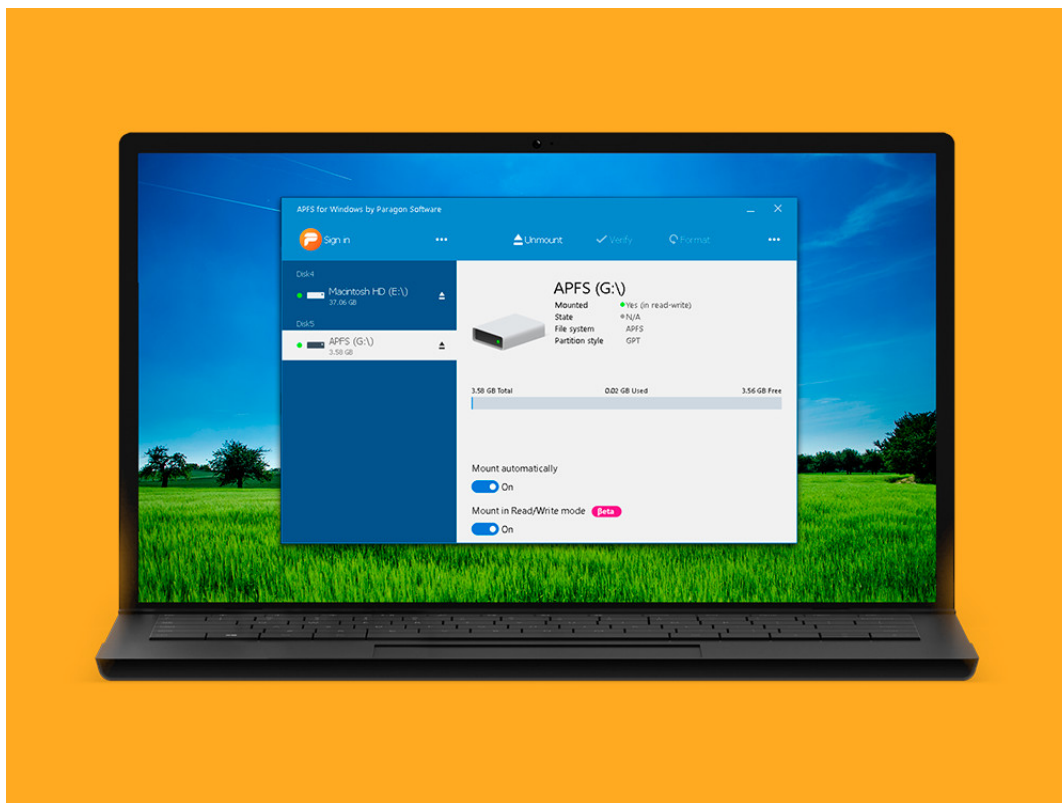 APFS for Windows by Paragon Software
Sign in
Unmount
Verify
Format
Disk4
Macintosh HD (E:\)
37.06 GB
Disk5
APFS (G:\)
3.58 GB
APFS (G:\)
Mounted Yes (in read-write)
State N/A
File system APFS
Partition style GPT
3.58 GB Total 0.02 GB Used 3.56 GB Free
Mount automatically
On
Mount in Read/Write mode βeta
On